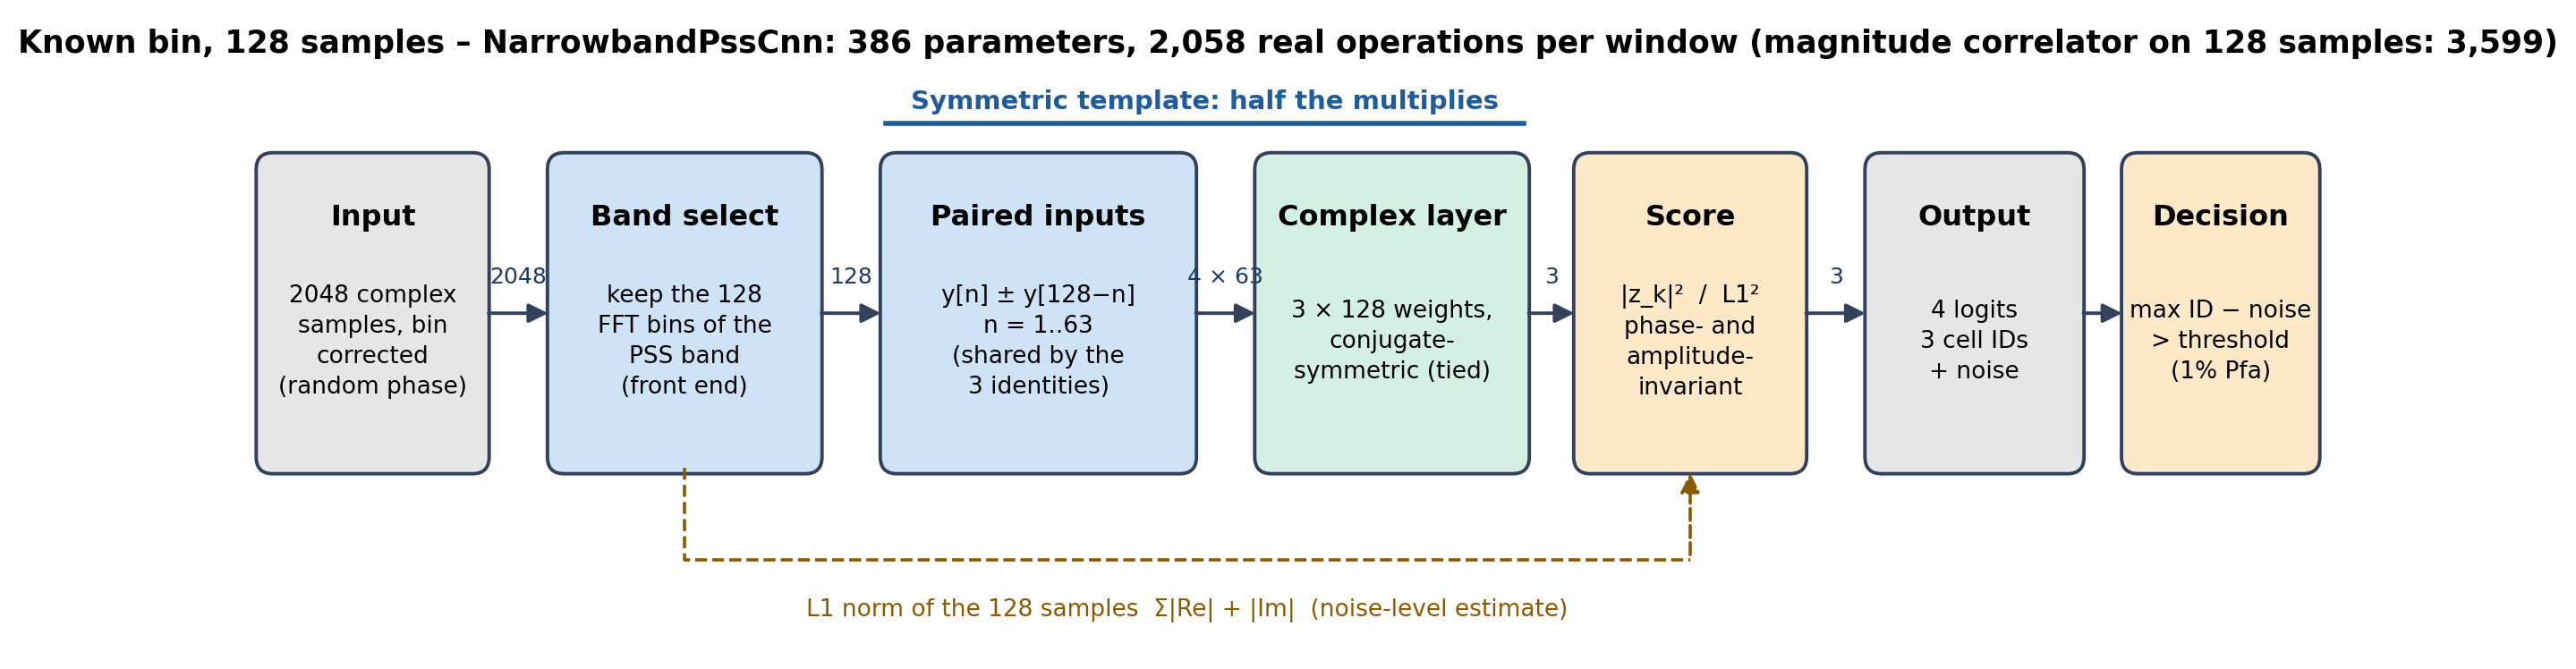 Known bin, 128 samples – NarrowbandPssCnn: 386 parameters, 2,058 real operations per window (magnitude correlator on 128 samples: 3,599)
Symmetric template: half the multiplies
Input
2048 complex
samples, bin
corrected
(random phase)
2048
Band select
keep the 128
FFT bins of the
PSS band
(front end)
128
Paired inputs
y[n] ± y[128−n]
n = 1..63
(shared by the
3 identities)
4 × 63
Complex layer
3 × 128 weights,
conjugate-
symmetric (tied)
3
Score
|z_k|² / L1²
phase- and
amplitude-
invariant
3
Output
4 logits
3 cell IDs
+ noise
Decision
max ID − noise
> threshold
(1% Pfa)
L1 norm of the 128 samples Σ|Re| + |Im| (noise-level estimate)